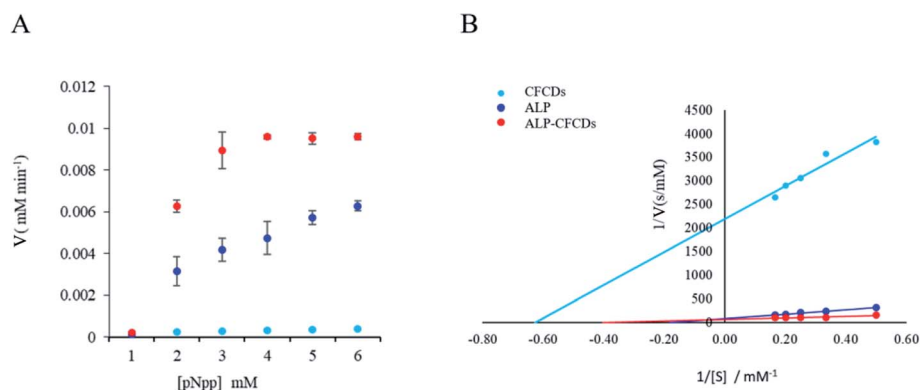 A
B
V( mM min⁻¹)
0.012
0.01
0.008
0.006
0.004
0.002
0
1 2 3 4 5 6
[pNpp] mM
CFCDs
ALP
ALP-CFCDs
1/ V(s/mM)
4500
4000
3500
3000
2500
2000
1500
1000
500
0
-0.80 -0.60 -0.40 -0.20 0.00 0.20 0.40 0.60
1/[S] / mM⁻¹